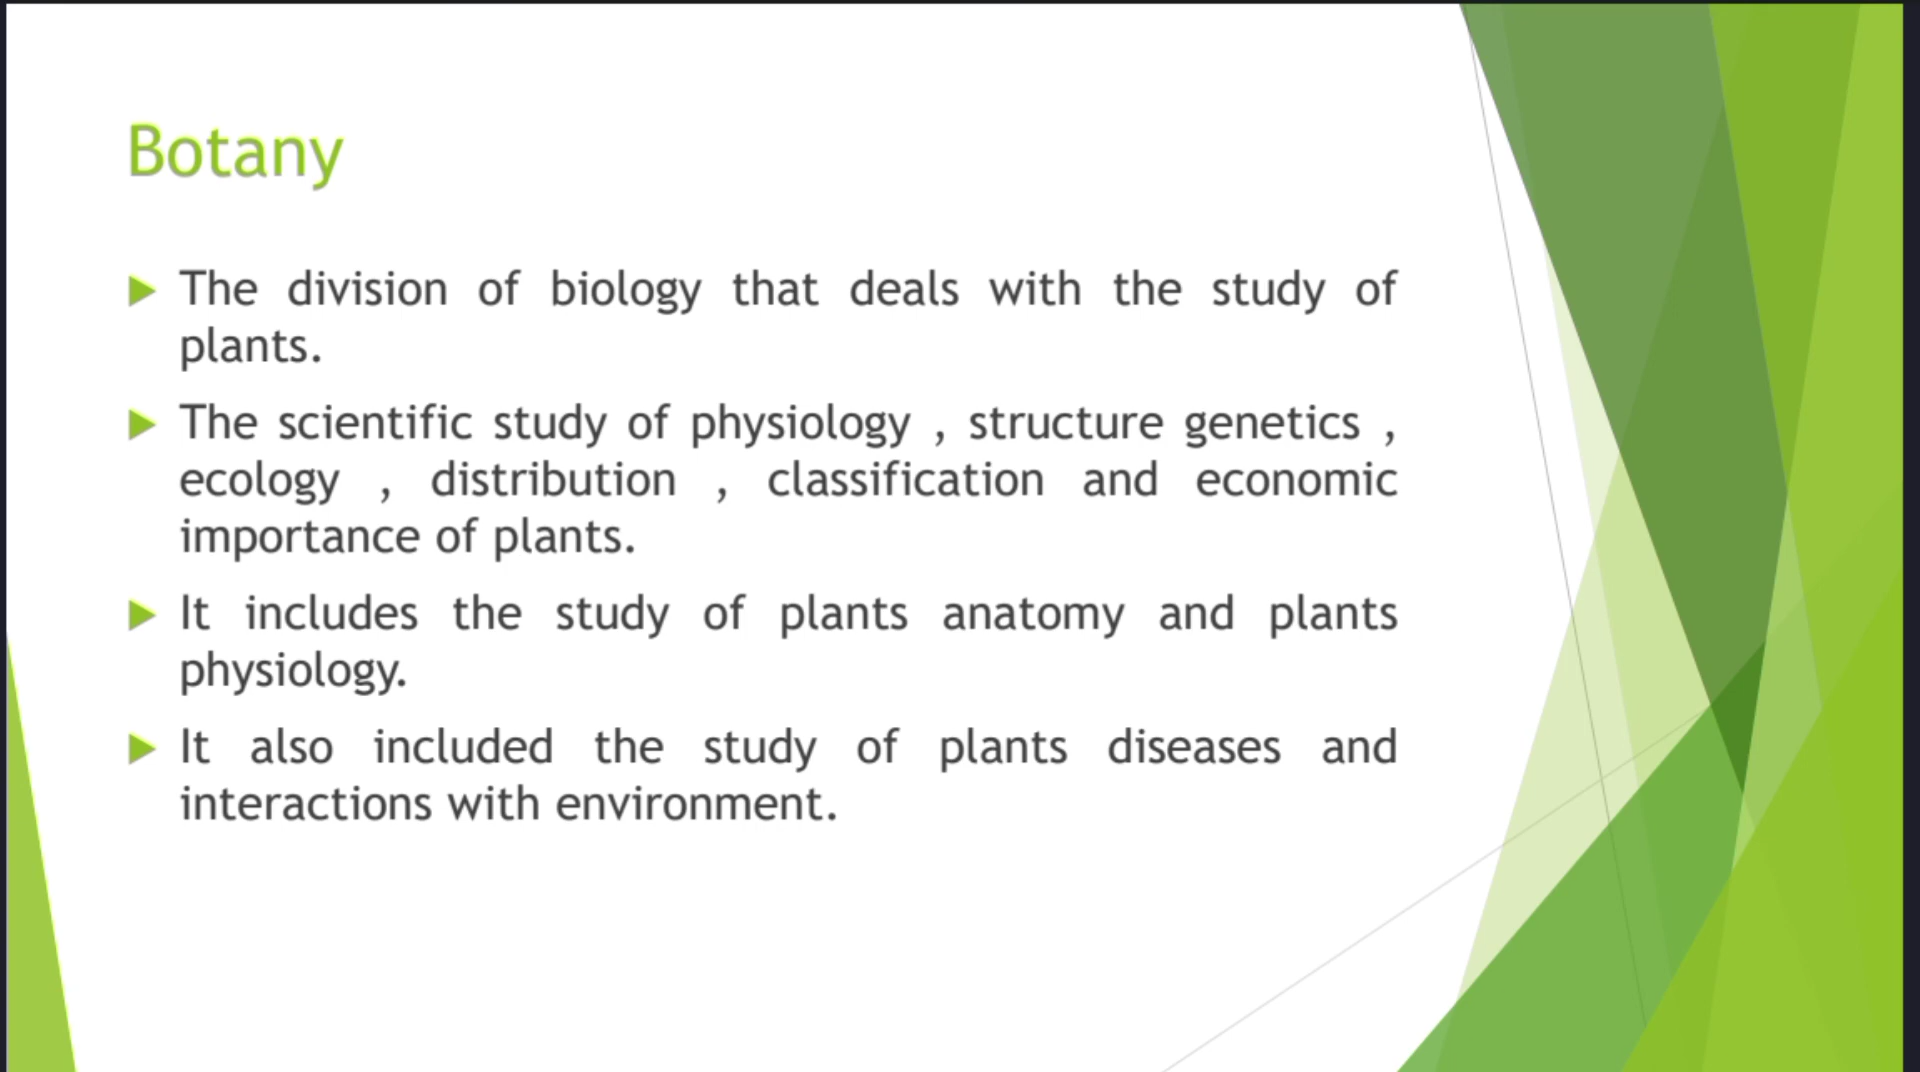 Botany
The division of biology that deals with the study of
plants.
The scientific study of physiology , structure genetics ,
ecology , distribution , classification and economic
importance of plants.
It includes the study of plants anatomy and plants
physiology.
It also included the study of plants diseases and
interactions with environment.